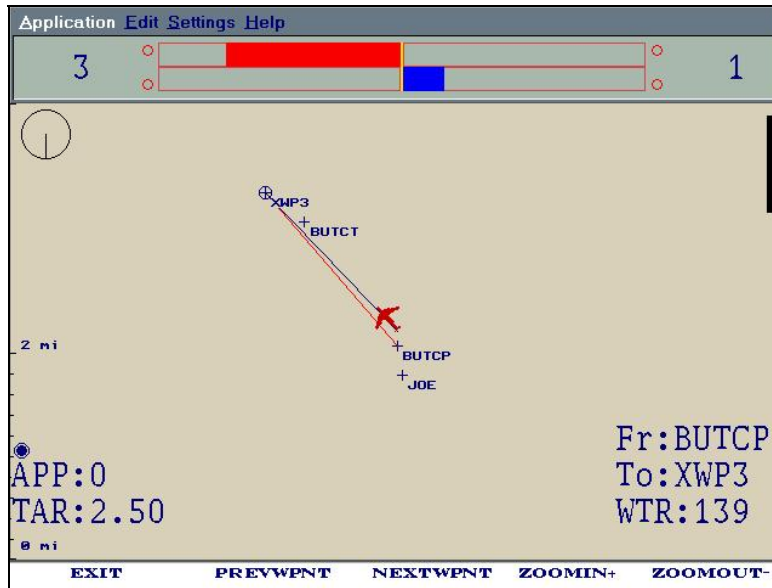 Application Edit Settings Help
3 1
XWP3
BUTCT
2 mi
BUTCP
JOE
Fr:BUTCP
APP:0 To:XWP3
TAR:2.50 WTR:139
0 mi
EXIT PREVWPNT NEXTWPNT ZOOMIN+ ZOOMOUT-